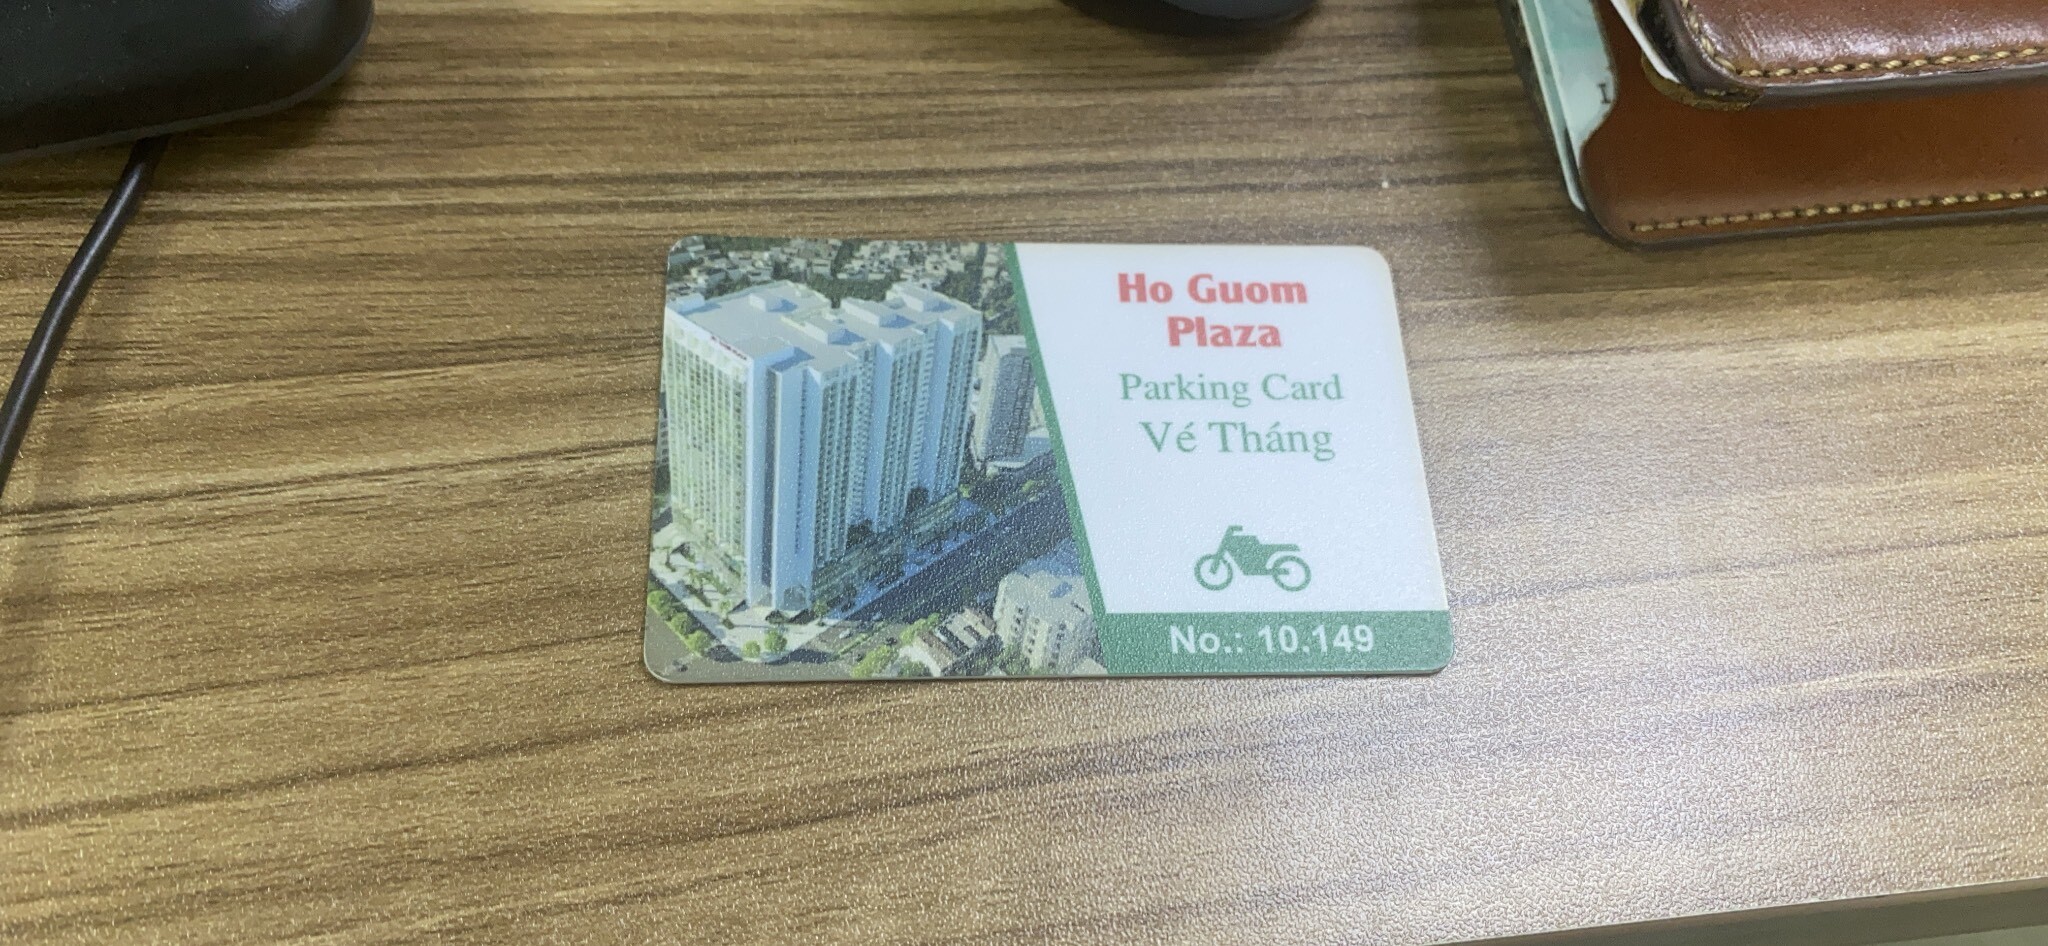 Ho Guom
Plaza
Parking Card
Vé Tháng
No.: 10.149